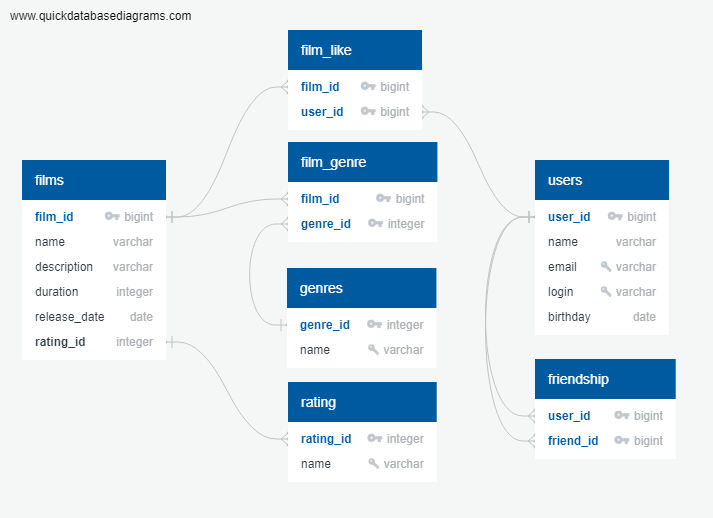 www.quickdatabasediagrams.com
film_like
film_id bigint
user_id bigint
film_genre
film_id bigint
genre_id integer
films
film_id bigint
name varchar
description varchar
duration integer
release_date date
rating_id integer
genres
genre_id integer
name varchar
rating
rating_id integer
name varchar
users
user_id bigint
name varchar
email varchar
login varchar
birthday date
friendship
user_id bigint
friend_id bigint